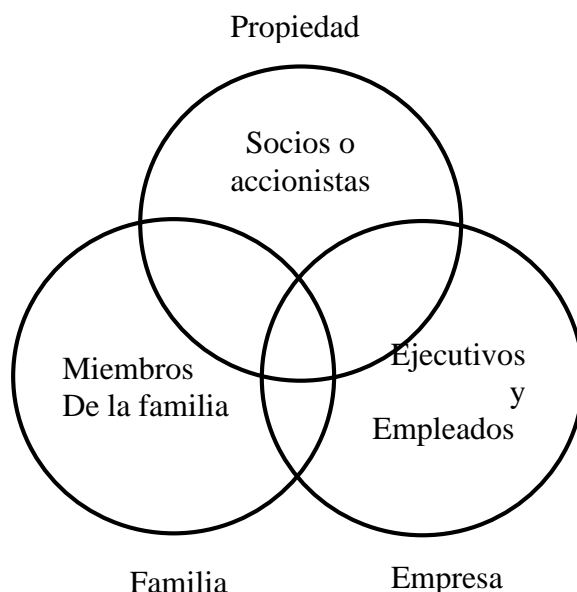 Propiedad
Socios o
accionistas
Miembros
De la familia
Ejecutivos
y
Empleados
Familia
Empresa